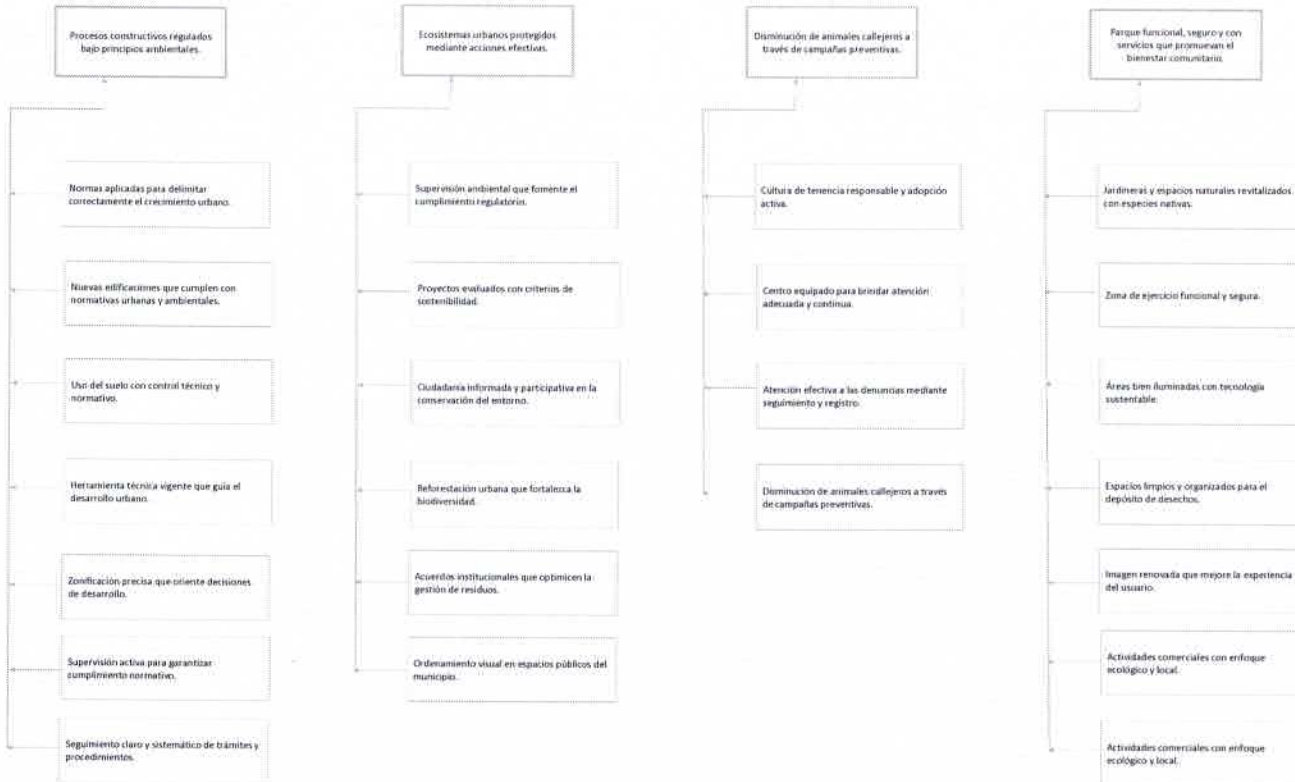 Procesos constructivos regulados
bajo principios ambientales.
Normas aplicadas para delimitar
correctamente el crecimiento urbano.
Nuevas edificaciones que cumplen con
normativas urbanas y ambientales.
Uso del suelo con control técnico y
normativo.
Herramienta técnica vigente que guía el
desarrollo urbano.
Zonificación precisa que oriente decisiones
de desarrollo.
Supervisión activa para garantizar
cumplimiento normativo.
Seguimiento claro y sistemático de trámites y
procedimientos.
Ecosistemas urbanos protegidos
mediante acciones efectivas.
Supervisión ambiental que fomente el
cumplimiento regulatorio.
Proyectos evaluados con criterios de
sostenibilidad.
Ciudadanía informada y participativa en la
conservación del entorno.
Reforestación urbana que fortalezca la
biodiversidad.
Acuerdos institucionales que optimicen la
gestión de residuos.
Ordenamiento visual en espacios públicos del
municipio.
Disminución de animales callejeros a
través de campañas preventivas.
Cultura de tenencia responsable y adopción
activa.
Centro equipado para brindar atención
adecuada y continua.
Atención efectiva a las denuncias mediante
seguimiento y registro.
Disminución de animales callejeros a través
de campañas preventivas.
Parque funcional, seguro y con
servicios que promuevan el
bienestar comunitario.
Jardineras y espacios naturales revitalizados
con especies nativas.
Zona de ejercicio funcional y segura.
Áreas bien iluminadas con tecnología
sustentable.
Espacios limpios y organizados para el
depósito de desechos.
Imagen renovada que mejore la experiencia
del usuario.
Actividades comerciales con enfoque
ecológico y local.
Actividades comerciales con enfoque
ecológico y local.